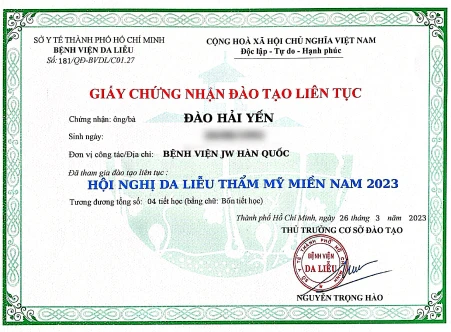 SỞ Y TẾ THÀNH PHỐ HỒ CHÍ MINH
BỆNH VIỆN DA LIỄU
Số: 181/QĐ-BVDL/C01.27
CỘNG HOÀ XÃ HỘI CHỦ NGHĨA VIỆT NAM
Độc lập - Tự do - Hạnh phúc
GIẤY CHỨNG NHẬN ĐÀO TẠO LIÊN TỤC
Chứng nhận: ông/bà ĐÀO HẢI YẾN
Sinh ngày:
Đơn vị công tác/Địa chỉ: BỆNH VIỆN JW HÀN QUỐC
Đã tham gia đào tạo liên tục :
HỘI NGHỊ DA LIỄU THẨM MỸ MIỀN NAM 2023
Tương đương tổng số: 04 tiết học (bằng chữ: Bốn tiết học)
Thành phố Hồ Chí Minh, ngày 26 tháng 3 năm 2023
THỦ TRƯỞNG CƠ SỞ ĐÀO TẠO
BỆNH VIỆN
DA LIỄU
NGUYỄN TRỌNG HÀO